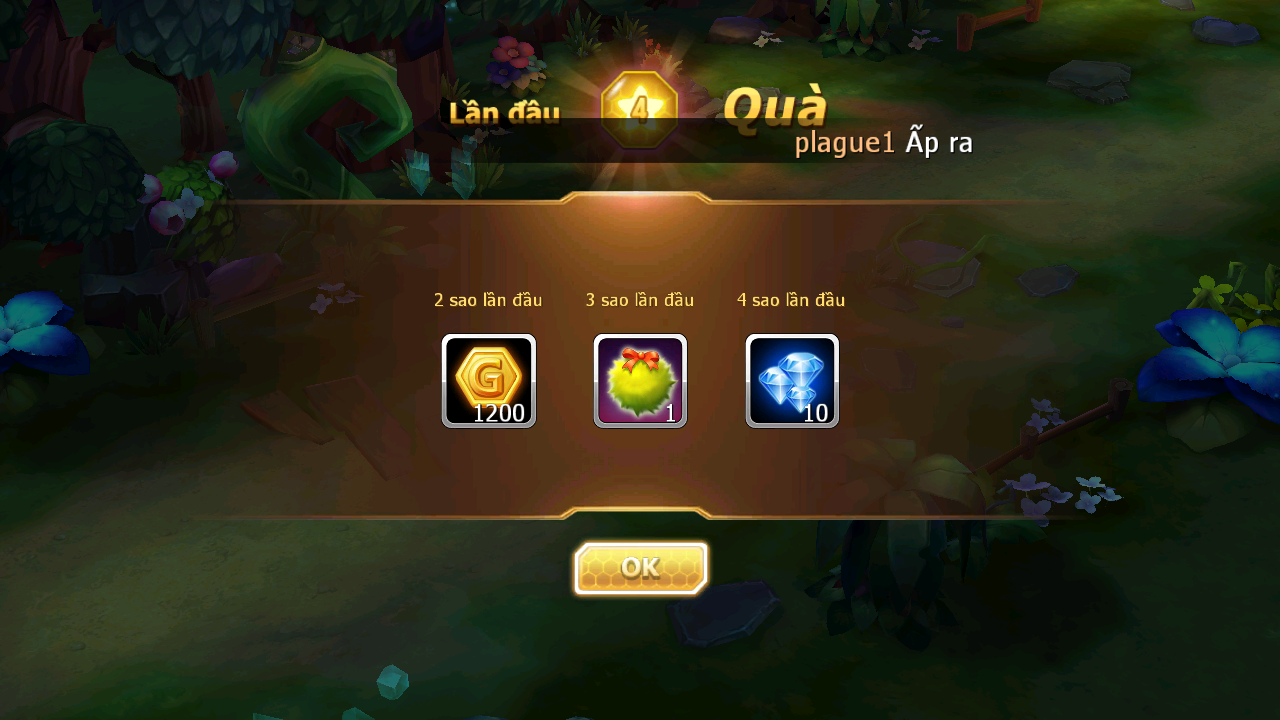 Lần đầu 4 Quà
plague1 Ấp ra
2 sao lần đầu 3 sao lần đầu 4 sao lần đầu
G
1200 1 10
OK